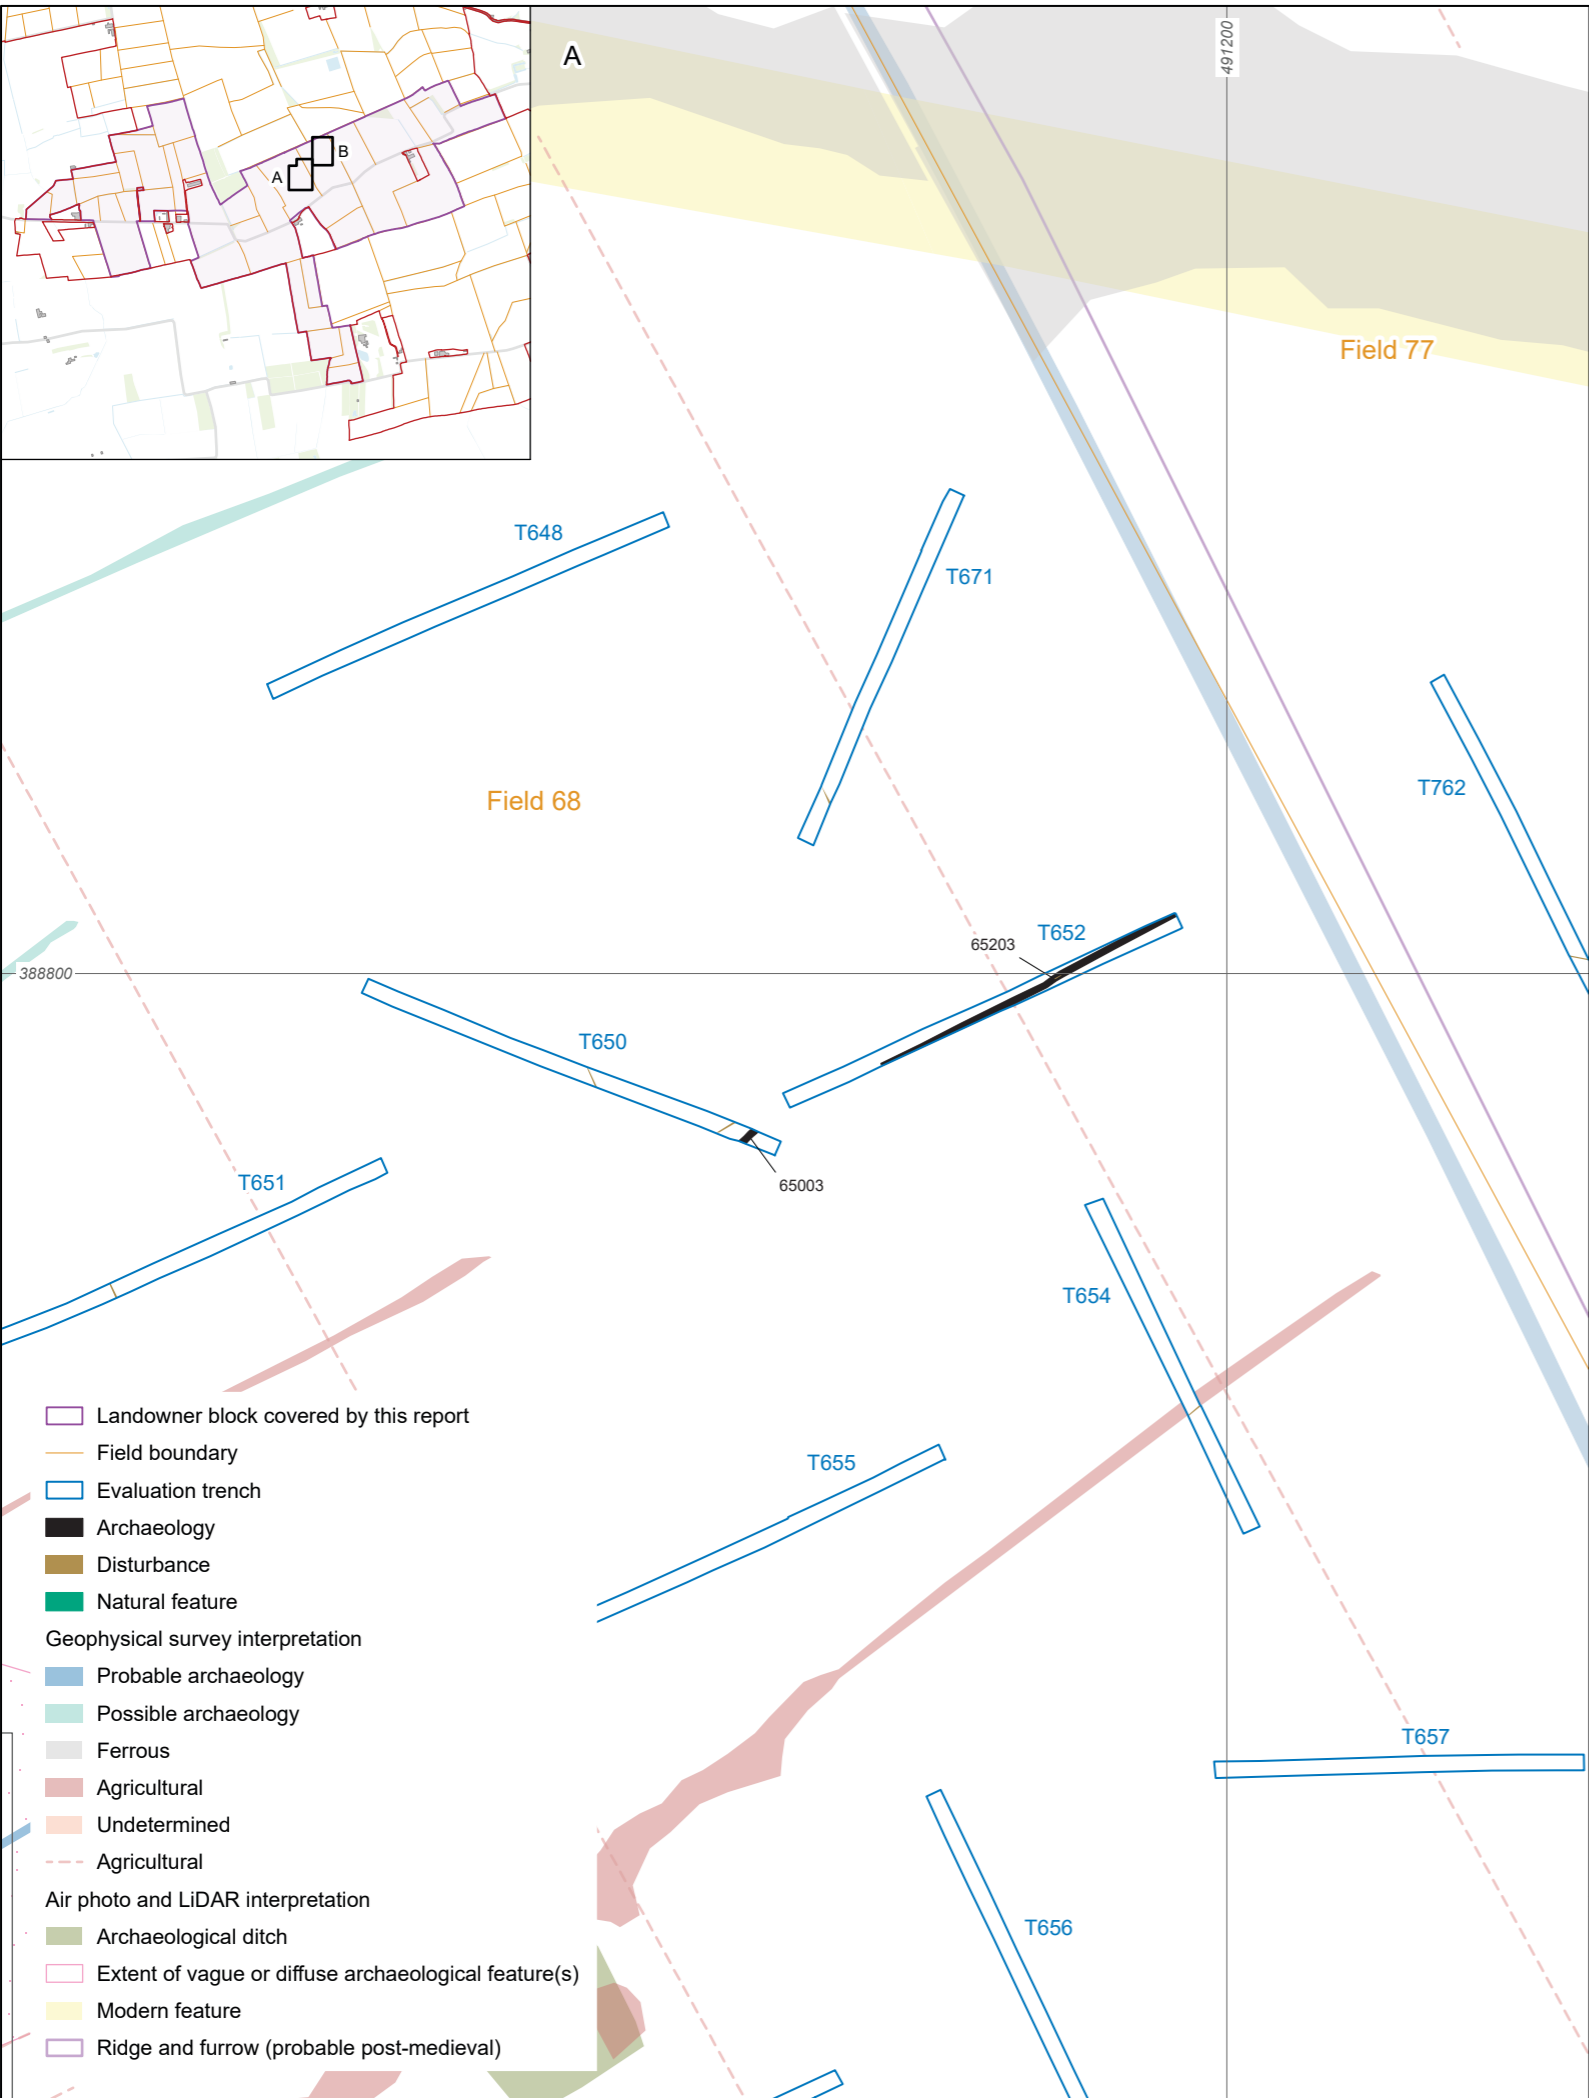 A
491200
B
A
Field 77
T648
T671
T762
Field 68
T652
65203
388800
T650
65003
T651
T654
T655
T657
T656
Landowner block covered by this report
Field boundary
Evaluation trench
Archaeology
Disturbance
Natural feature
Geophysical survey interpretation
Probable archaeology
Possible archaeology
Ferrous
Agricultural
Undetermined
Agricultural
Air photo and LiDAR interpretation
Archaeological ditch
Extent of vague or diffuse archaeological feature(s)
Modern feature
Ridge and furrow (probable post-medieval)